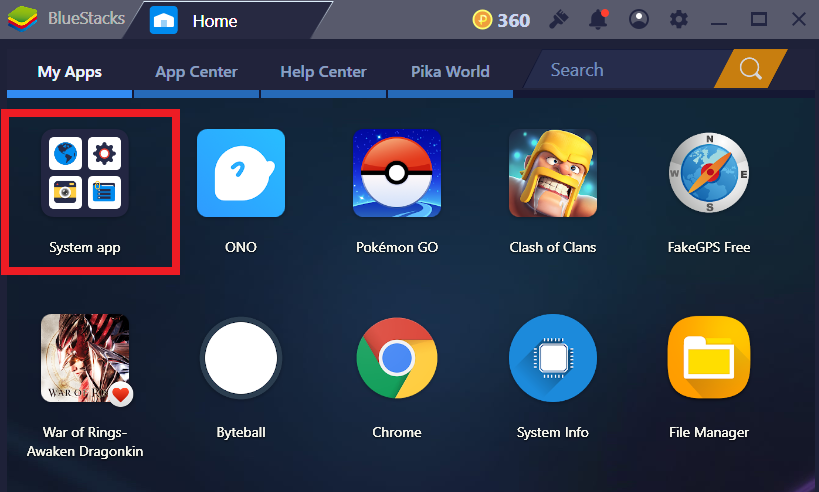 BlueStacks
Home
360
My Apps
App Center
Help Center
Pika World
Search
System app
ONO
Pokémon GO
Clash of Clans
N
W
E
S
FakeGPS Free
War of Rings-
Awaken Dragonkin
Byteball
Chrome
System Info
File Manager